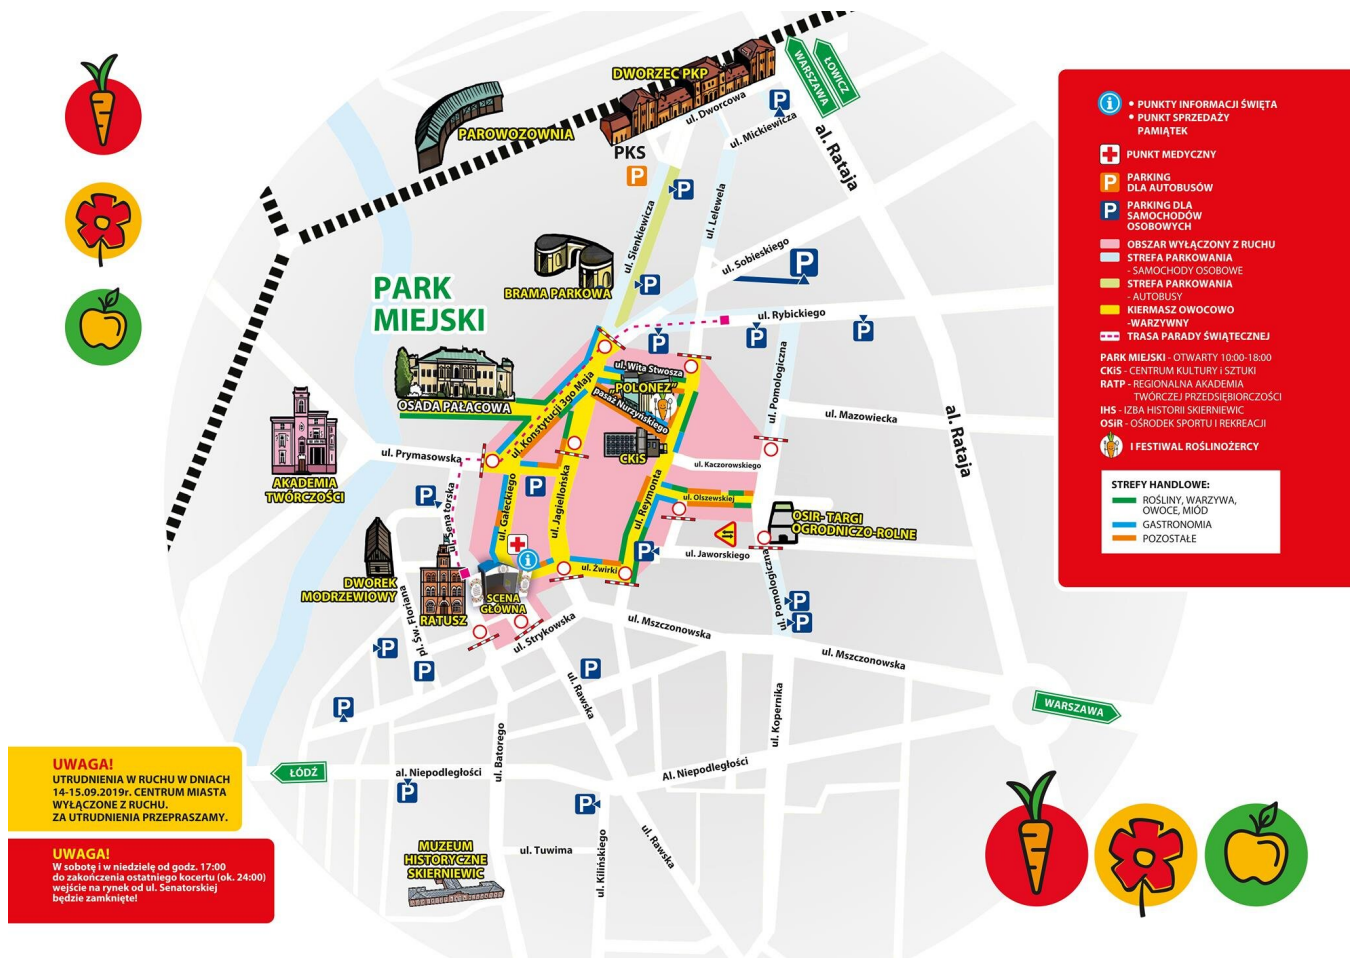 DWORZEC PKP
WARSZAWA
ŁOWICZ
PAROWOZOWNIA
ul. Dworcowa
P
ul. Mickiewicza
al. Rataja
PKS
P
P
ul. Sienkiewicza
ul. Lelewela
ul. Sobieskiego
P
BRAMA PARKOWA
P
PARK
MIEJSKI
ul. Rybickiego
P
P
P
ul. Wita Stwosza
„POLONEZ”
pasaż Nurzyńskiego
ul. Konstytucji 3go Maja
OSADA PAŁACOWA
ul. Pomologiczna
ul. Mazowiecka
al. Rataja
CKiS
ul. Prymasowska
ul. Kaczorowskiego
AKADEMIA
TWÓRCZOŚCI
P
P
ul. Senatorska
ul. Gałeckiego
ul. Jagiellońska
ul. Reymonta
ul. Olszewskiej
OSIR- TARGI
OGRODNICZO-ROLNE
i
P
ul. Jaworskiego
ul. Żwirki
DWOREK
MODRZEWIOWY
RATUSZ
SCENA
GŁÓWNA
pl. Św. Floriana
ul. Pomologiczna
P
P
ul. Strykowska
ul. Mszczonowska
ul. Mszczonowska
P
P
P
P
ul. Rawska
ul. Kopernika
WARSZAWA
ul. Batorego
ŁÓDŹ
al. Niepodległości
Al. Niepodległości
P
P
ul. Tuwima
ul. Kilińskiego
ul. Rawska
MUZEUM
HISTORYCZNE
SKIERNIEWIC
i
• PUNKTY INFORMACJI ŚWIĘTA
• PUNKT SPRZEDAŻY
PAMIĄTEK
PUNKT MEDYCZNY
P
PARKING
DLA AUTOBUSÓW
P
PARKING DLA
SAMOCHODÓW
OSOBOWYCH
OBSZAR WYŁĄCZONY Z RUCHU
STREFA PARKOWANIA
- SAMOCHODY OSOBOWE
STREFA PARKOWANIA
- AUTOBUSY
KIERMASZ OWOCOWO
-WARZYWNY
TRASA PARADY ŚWIĄTECZNEJ
PARK MIEJSKI - OTWARTY 10:00-18:00
CKiS - CENTRUM KULTURY i SZTUKI
RATP - REGIONALNA AKADEMIA
TWÓRCZEJ PRZEDSIĘBIORCZOŚCI
IHS - IZBA HISTORII SKIERNIEWIC
OSiR - OŚRODEK SPORTU I REKREACJI
I FESTIWAL ROŚLINOŻERCY
STREFY HANDLOWE:
ROŚLINY, WARZYWA,
OWOCE, MIÓD
GASTRONOMIA
POZOSTAŁE
UWAGA!
UTRUDNIENIA W RUCHU W DNIACH
14-15.09.2019r. CENTRUM MIASTA
WYŁĄCZONE Z RUCHU.
ZA UTRUDNIENIA PRZEPRASZAMY.
UWAGA!
W sobotę i w niedzielę od godz. 17:00
do zakończenia ostatniego kocertu (ok. 24:00)
wejście na rynek od ul. Senatorskiej
będzie zamknięte!